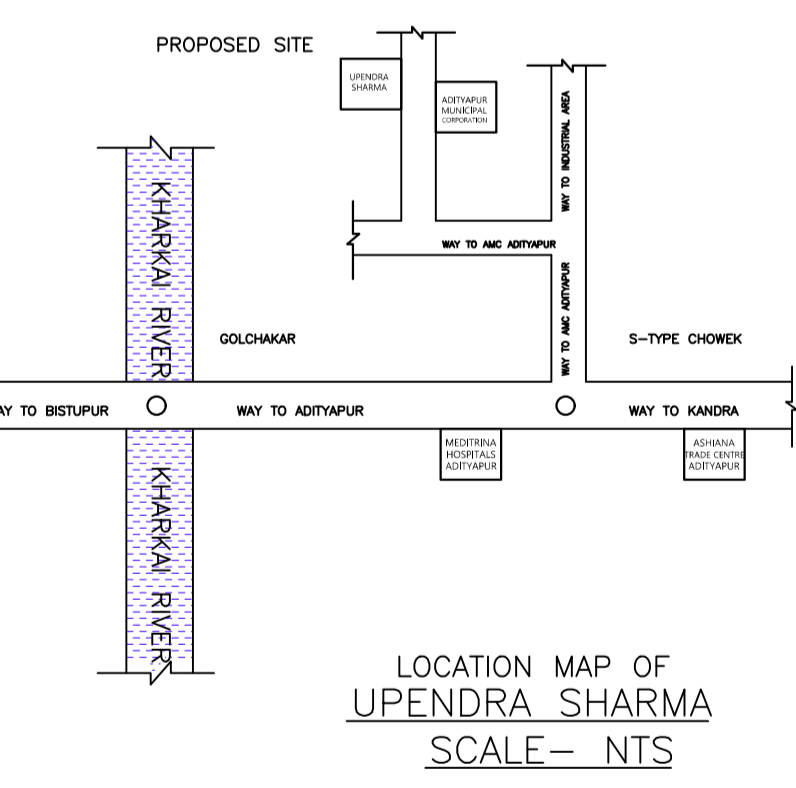 PROPOSED SITE
UPENDRA
SHARMA
ADITYAPUR
MUNICIPAL
CORPORATION
WAY TO INDUSTRIAL AREA
KHARKAI RIVER
WAY TO AMC ADITYAPUR
WAY TO AMC ADITYAPUR
GOLCHAKAR
S-TYPE CHOWEK
AY TO BISTUPUR
WAY TO ADITYAPUR
WAY TO KANDRA
MEDITRINA
HOSPITALS
ADITYAPUR
ASHIANA
TRADE CENTRE
ADITYAPUR
KHARKAI RIVER
LOCATION MAP OF
UPENDRA SHARMA
SCALE- NTS